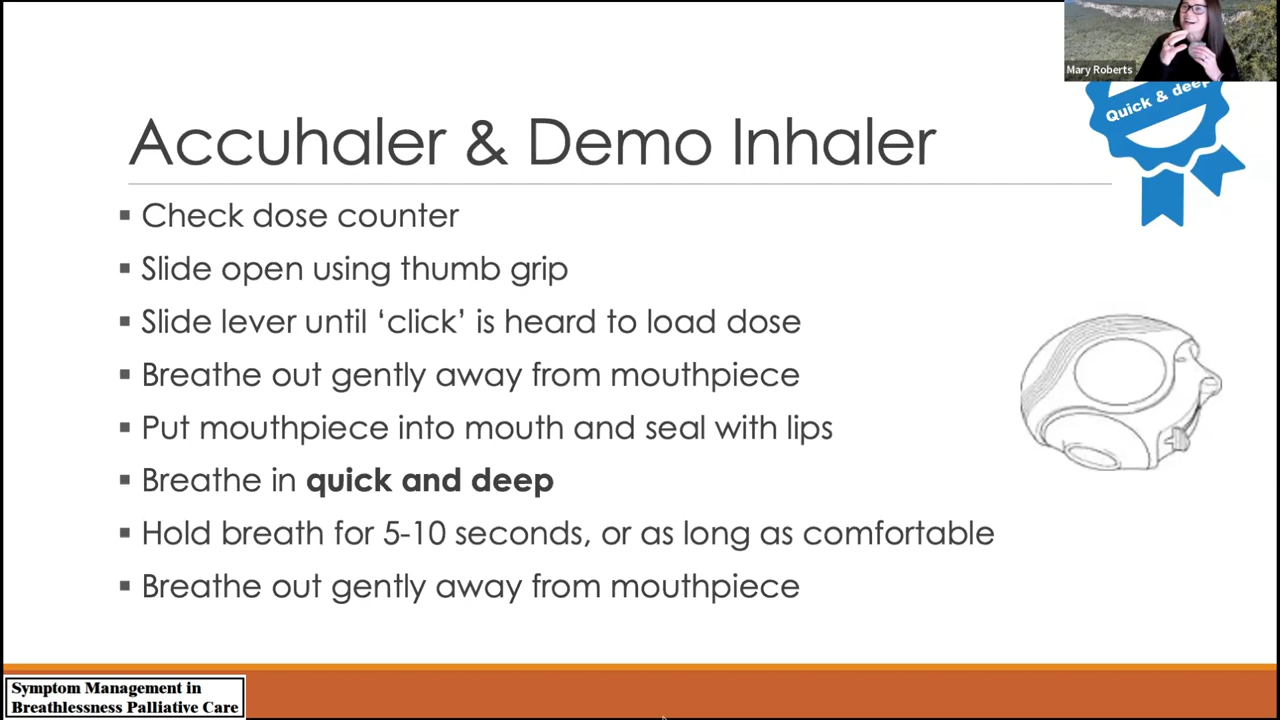 Mary Roberts
Quick & deep
Accuhaler & Demo Inhaler
▪ Check dose counter
▪ Slide open using thumb grip
▪ Slide lever until ‘click’ is heard to load dose
▪ Breathe out gently away from mouthpiece
▪ Put mouthpiece into mouth and seal with lips
▪ Breathe in quick and deep
▪ Hold breath for 5-10 seconds, or as long as comfortable
▪ Breathe out gently away from mouthpiece
Symptom Management in
Breathlessness Palliative Care